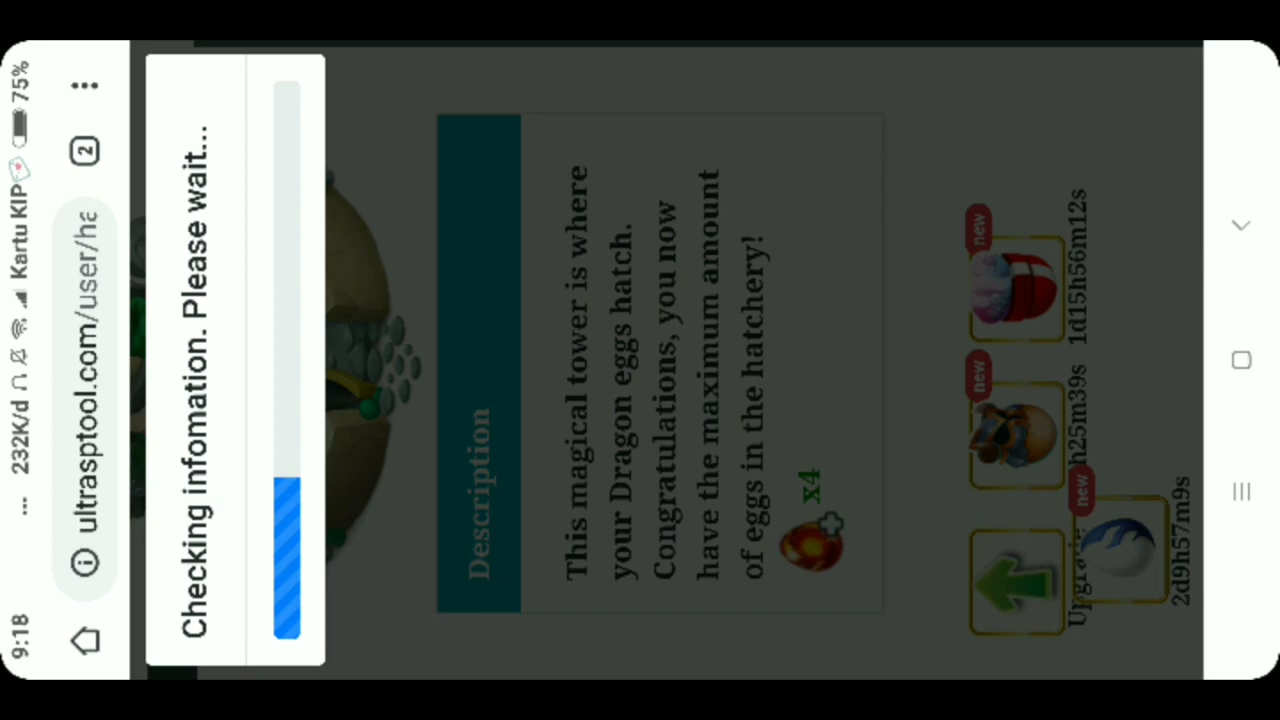 9:18 ... 232K/d Kartu KIP 75%
ultrasptool.com/user/ha 2
Checking infomation. Please wait...
Description
This magical tower is where
your Dragon eggs hatch.
Congratulations, you now
have the maximum amount
of eggs in the hatchery!
x4
new
new
h25m39s 1d15h56m12s
new
2d9h57m9s